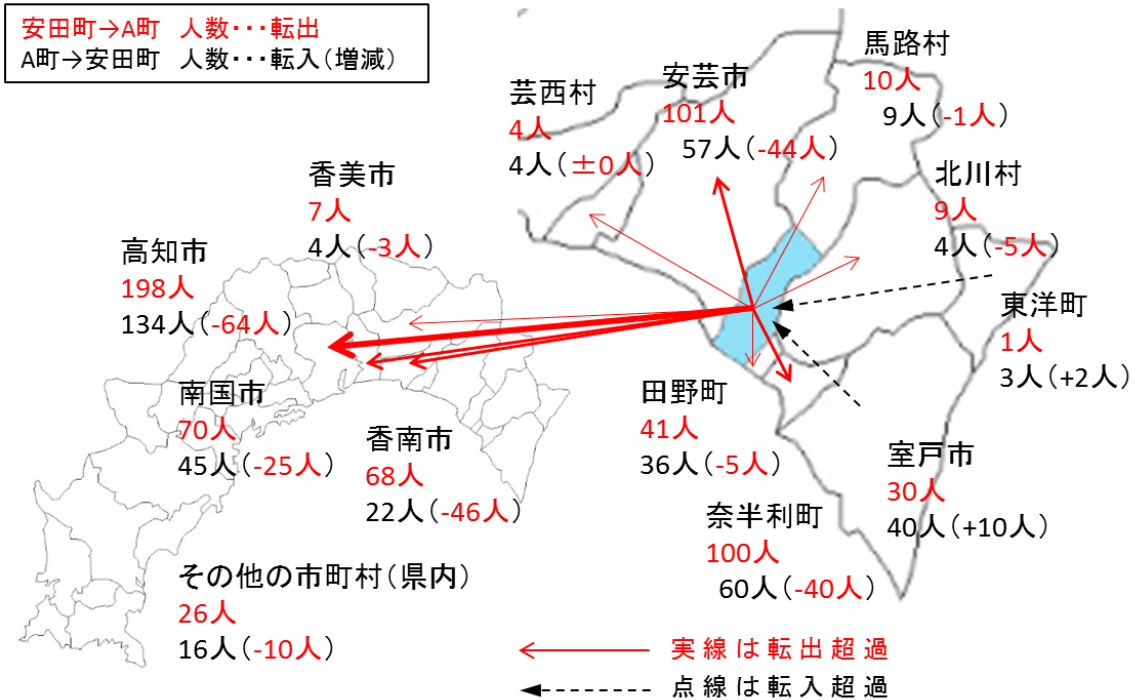 安田町→A町 人数・・・転出
A町→安田町 人数・・・転入(増減)
馬路村
10人
9人(-1人)
安芸市
101人
57人(-44人)
芸西村
4人
4人(±0人)
北川村
9人
4人(-5人)
香美市
7人
4人(-3人)
高知市
198人
134人(-64人)
東洋町
1人
3人(+2人)
南国市
70人
45人(-25人)
香南市
68人
22人(-46人)
田野町
41人
36人(-5人)
室戸市
30人
40人(+10人)
奈半利町
100人
60人(-40人)
その他の市町村(県内)
26人
16人(-10人)
実線は転出超過
点線は転入超過